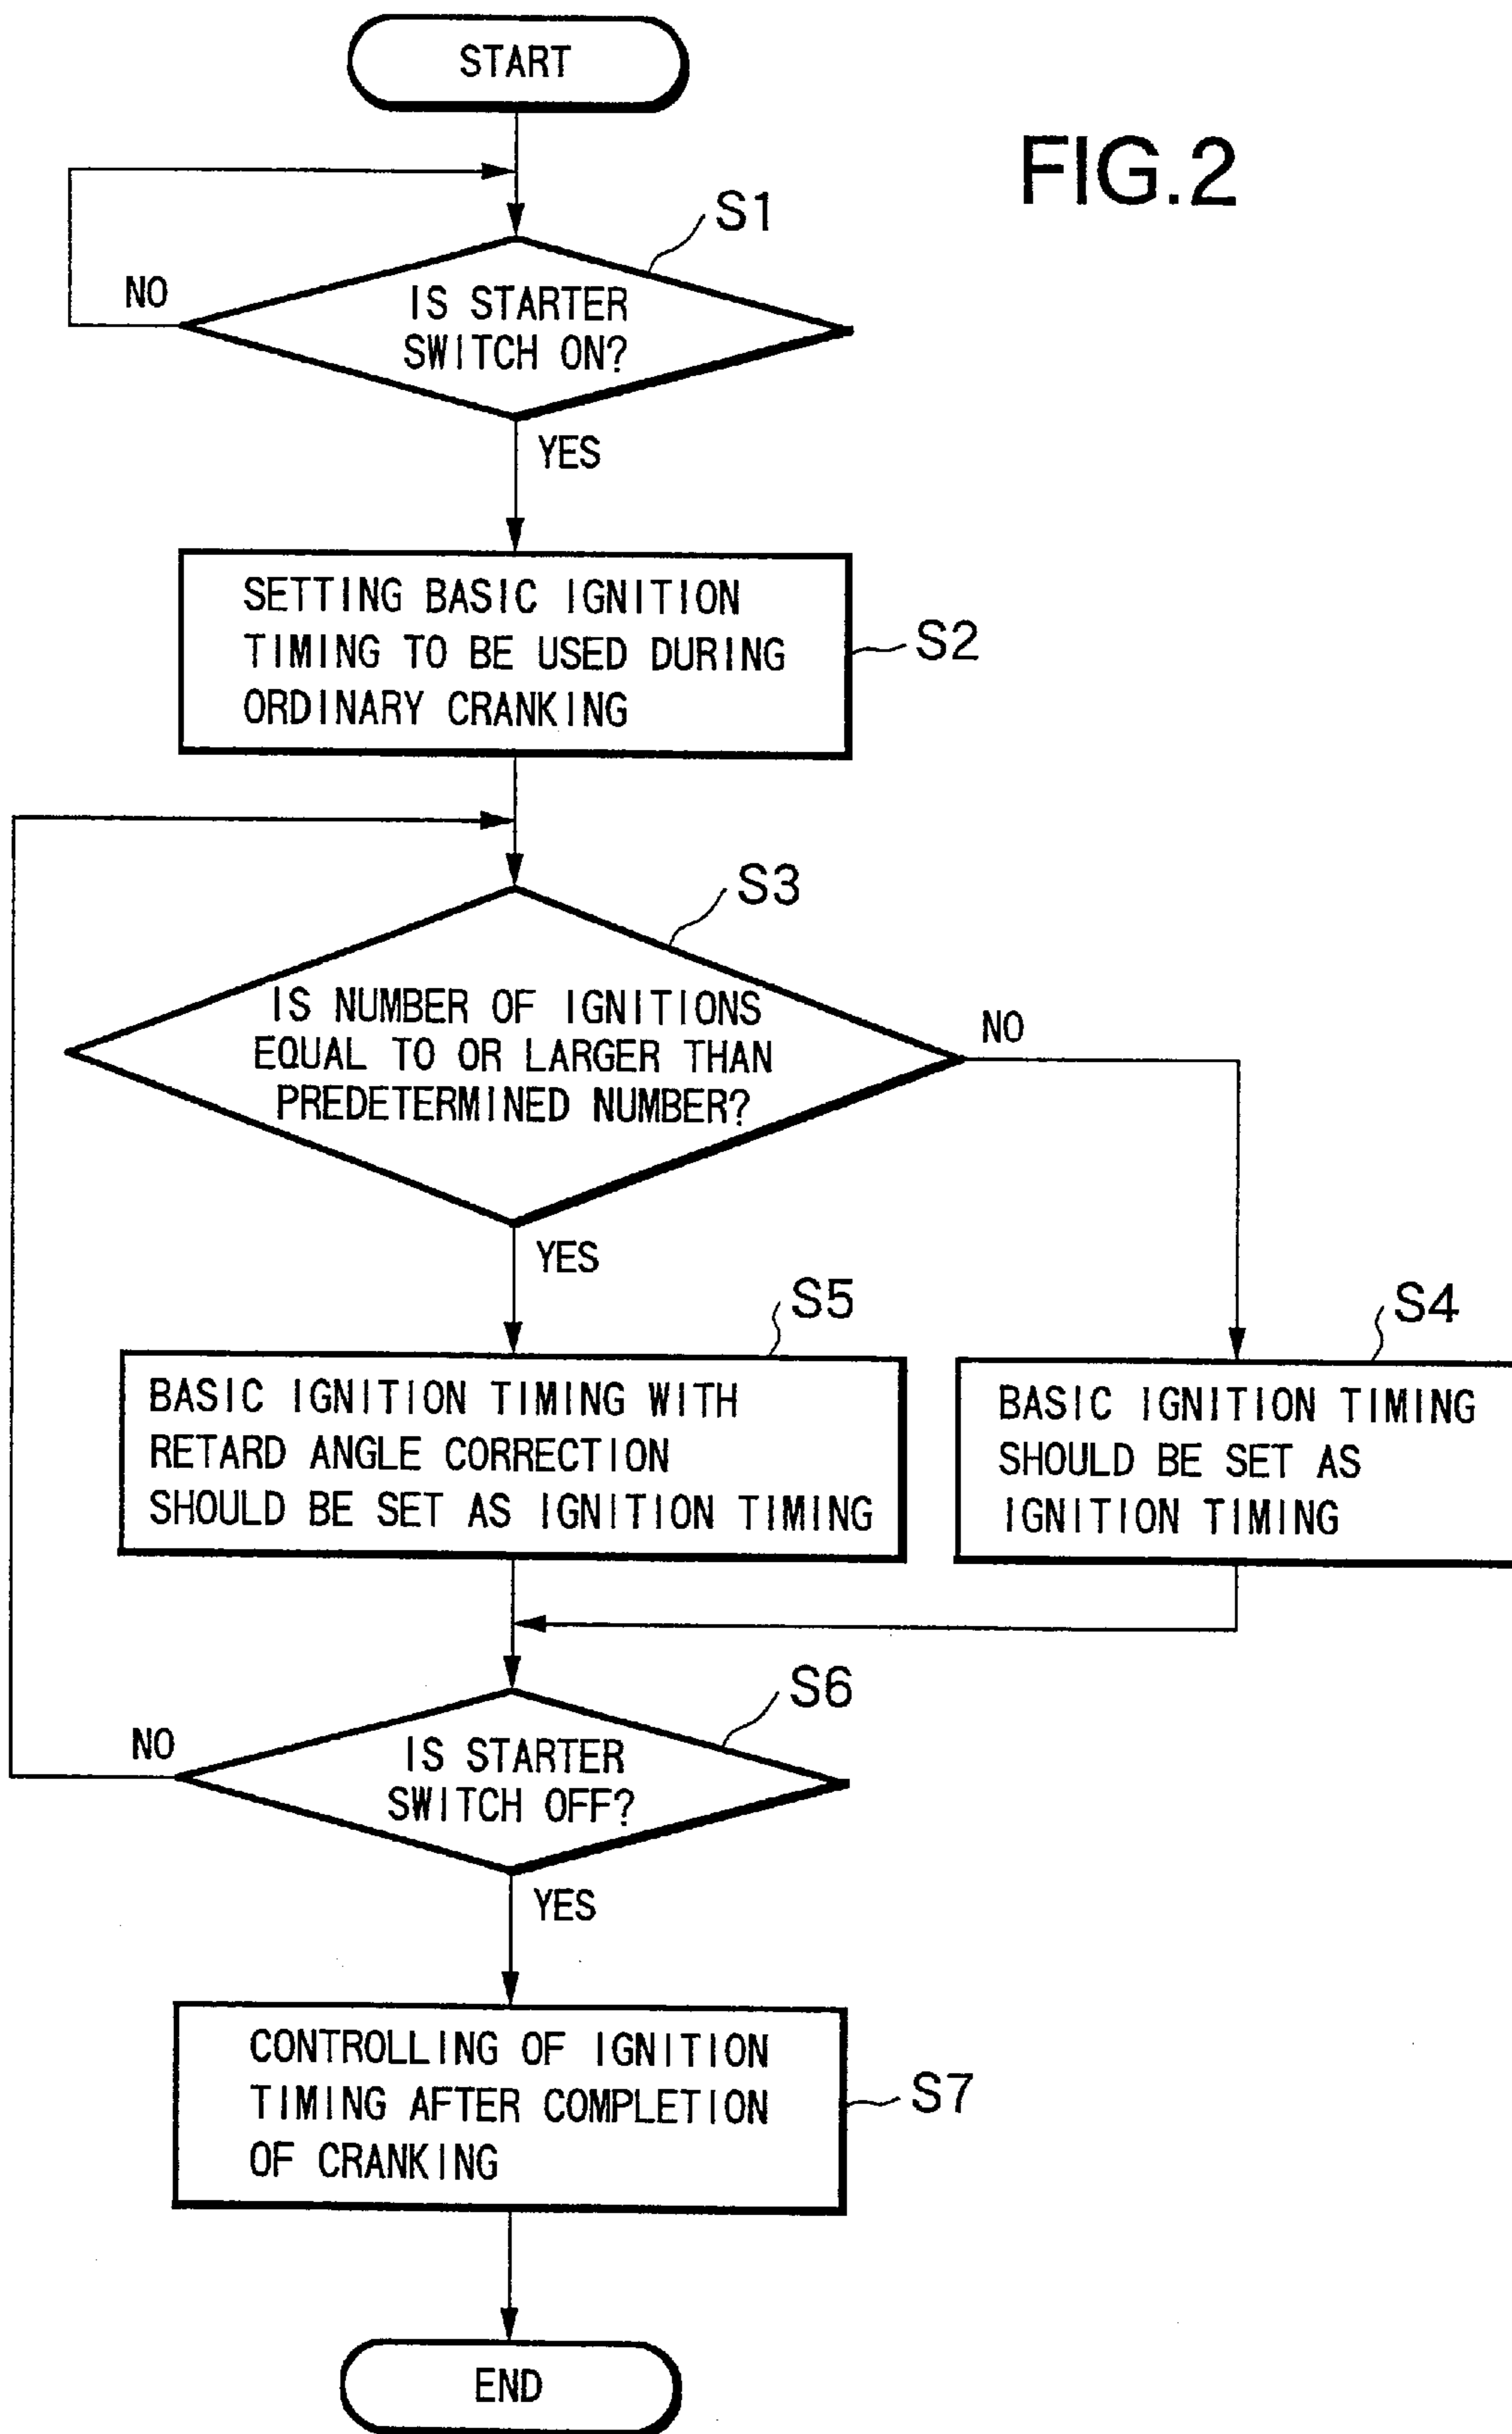 START
FIG.2
S1
NO
IS STARTER
SWITCH ON?
YES
SETTING BASIC IGNITION
TIMING TO BE USED DURING
ORDINARY CRANKING
S2
S3
IS NUMBER OF IGNITIONS
EQUAL TO OR LARGER THAN
PREDETERMINED NUMBER?
NO
YES
S5
S4
BASIC IGNITION TIMING WITH
RETARD ANGLE CORRECTION
SHOULD BE SET AS IGNITION TIMING
BASIC IGNITION TIMING
SHOULD BE SET AS
IGNITION TIMING
S6
NO
IS STARTER
SWITCH OFF?
YES
CONTROLLING OF IGNITION
TIMING AFTER COMPLETION
OF CRANKING
S7
END